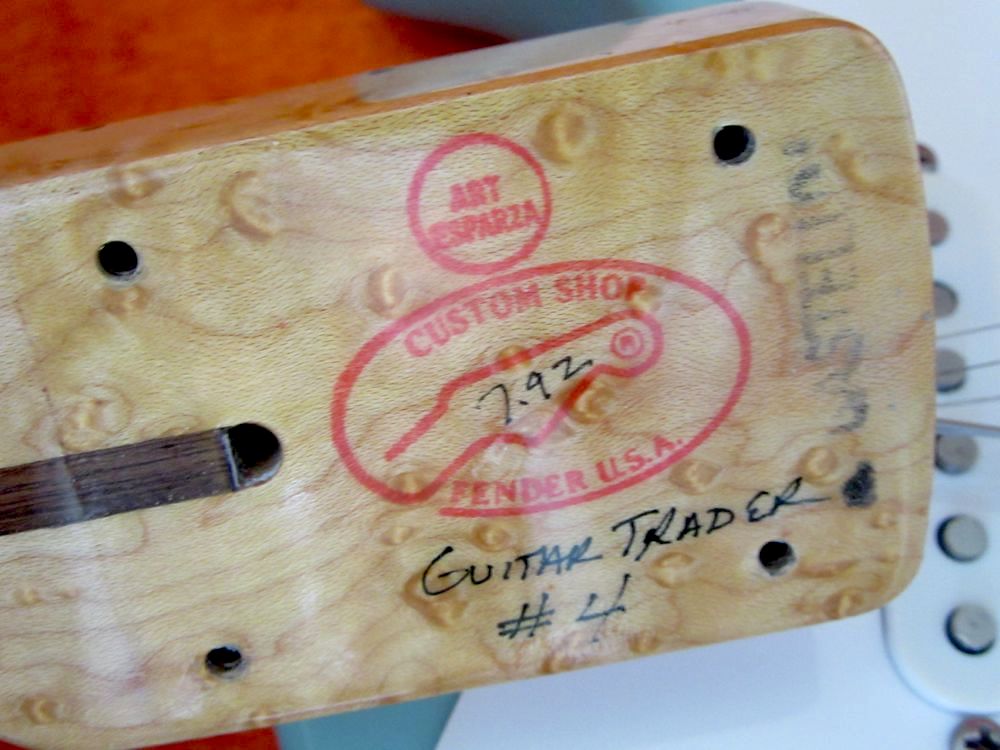 ART
ESPARZA
CUSTOM SHOP
®
7.92
FENDER U.S.A.
GUITAR TRADER
# 4